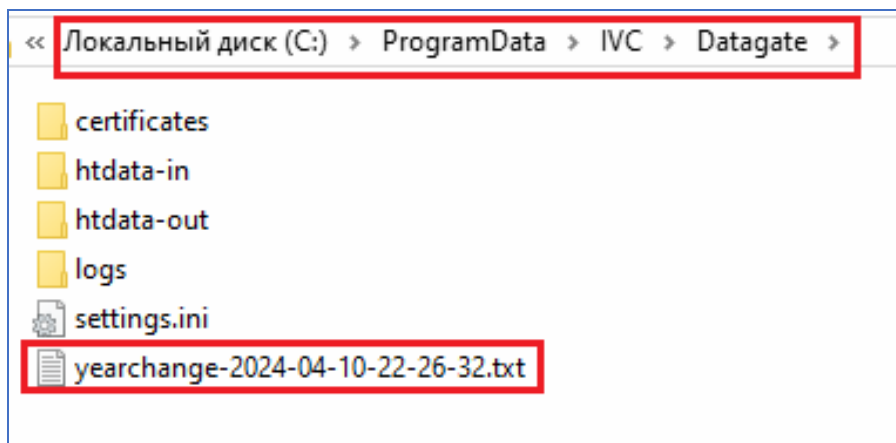 « Локальный диск (C:) > ProgramData > IVC > Datagate >
certificates
htdata-in
htdata-out
logs
settings.ini
yearchange-2024-04-10-22-26-32.txt